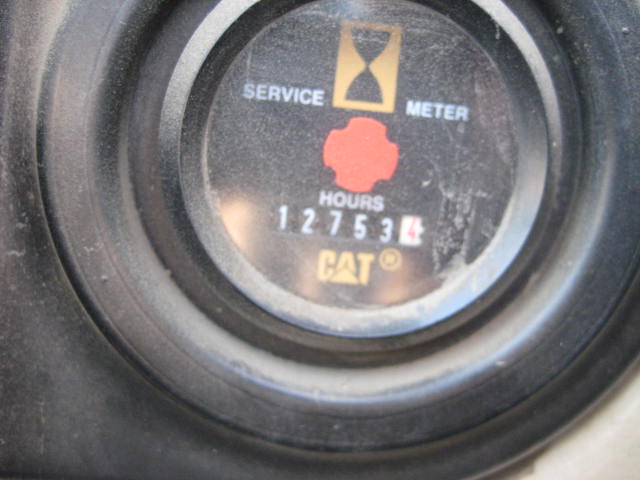 SERVICE METER
HOURS
127534
CAT®